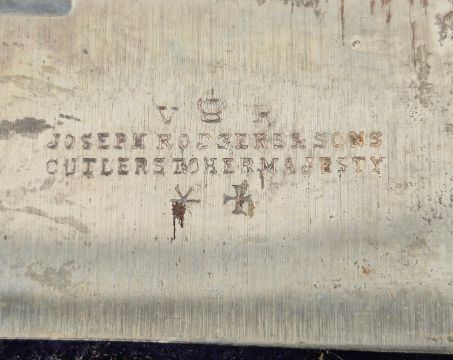 V R
JOSEPH RODGERS & SONS
CUTLERS TO HER MAJESTY